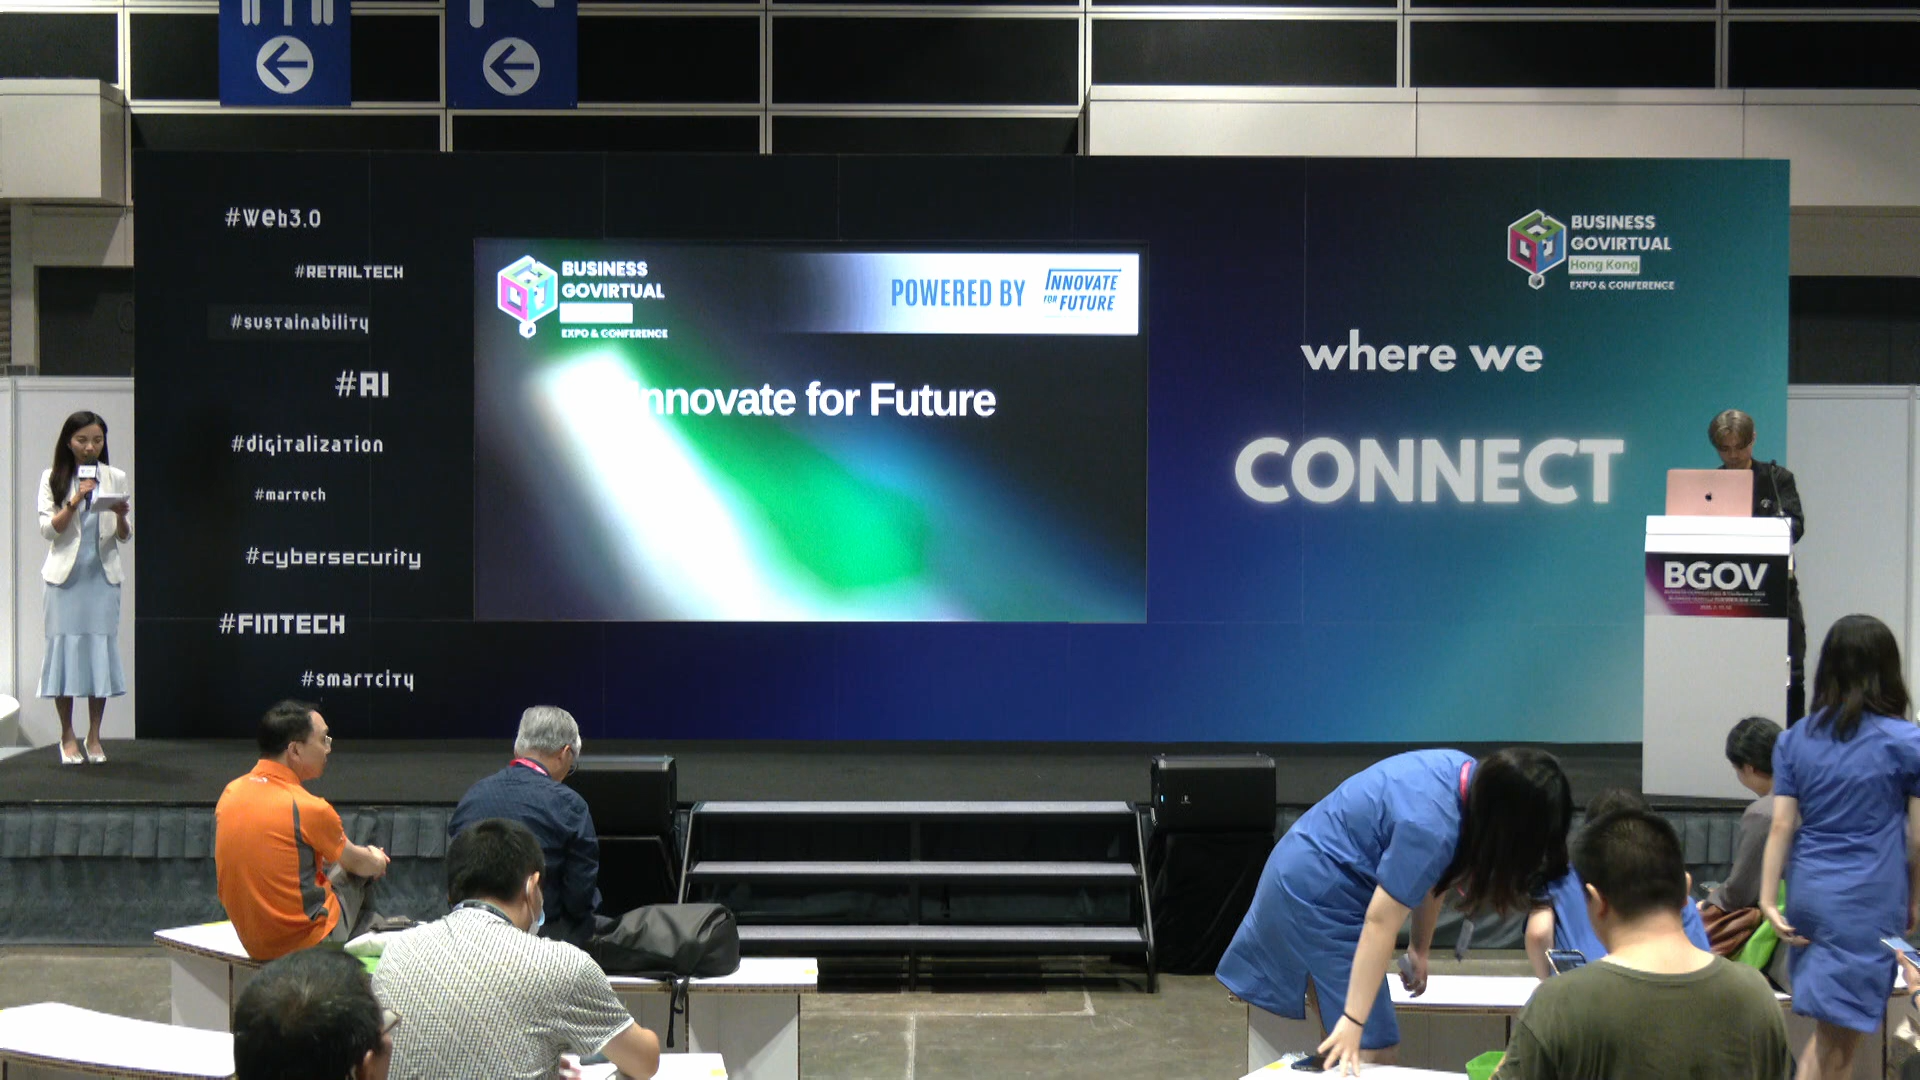 #Web3.0
#RETAILTECH
#sustainability
#AI
#digitalization
#martech
#cybersecurity
#FINTECH
#smartcity
BUSINESS
GOVIRTUAL
EXPO & CONFERENCE
POWERED BY
INNOVATE
FOR FUTURE
Innovate for Future
BUSINESS
GOVIRTUAL
Hong Kong
EXPO & CONFERENCE
where we
CONNECT
BGOV